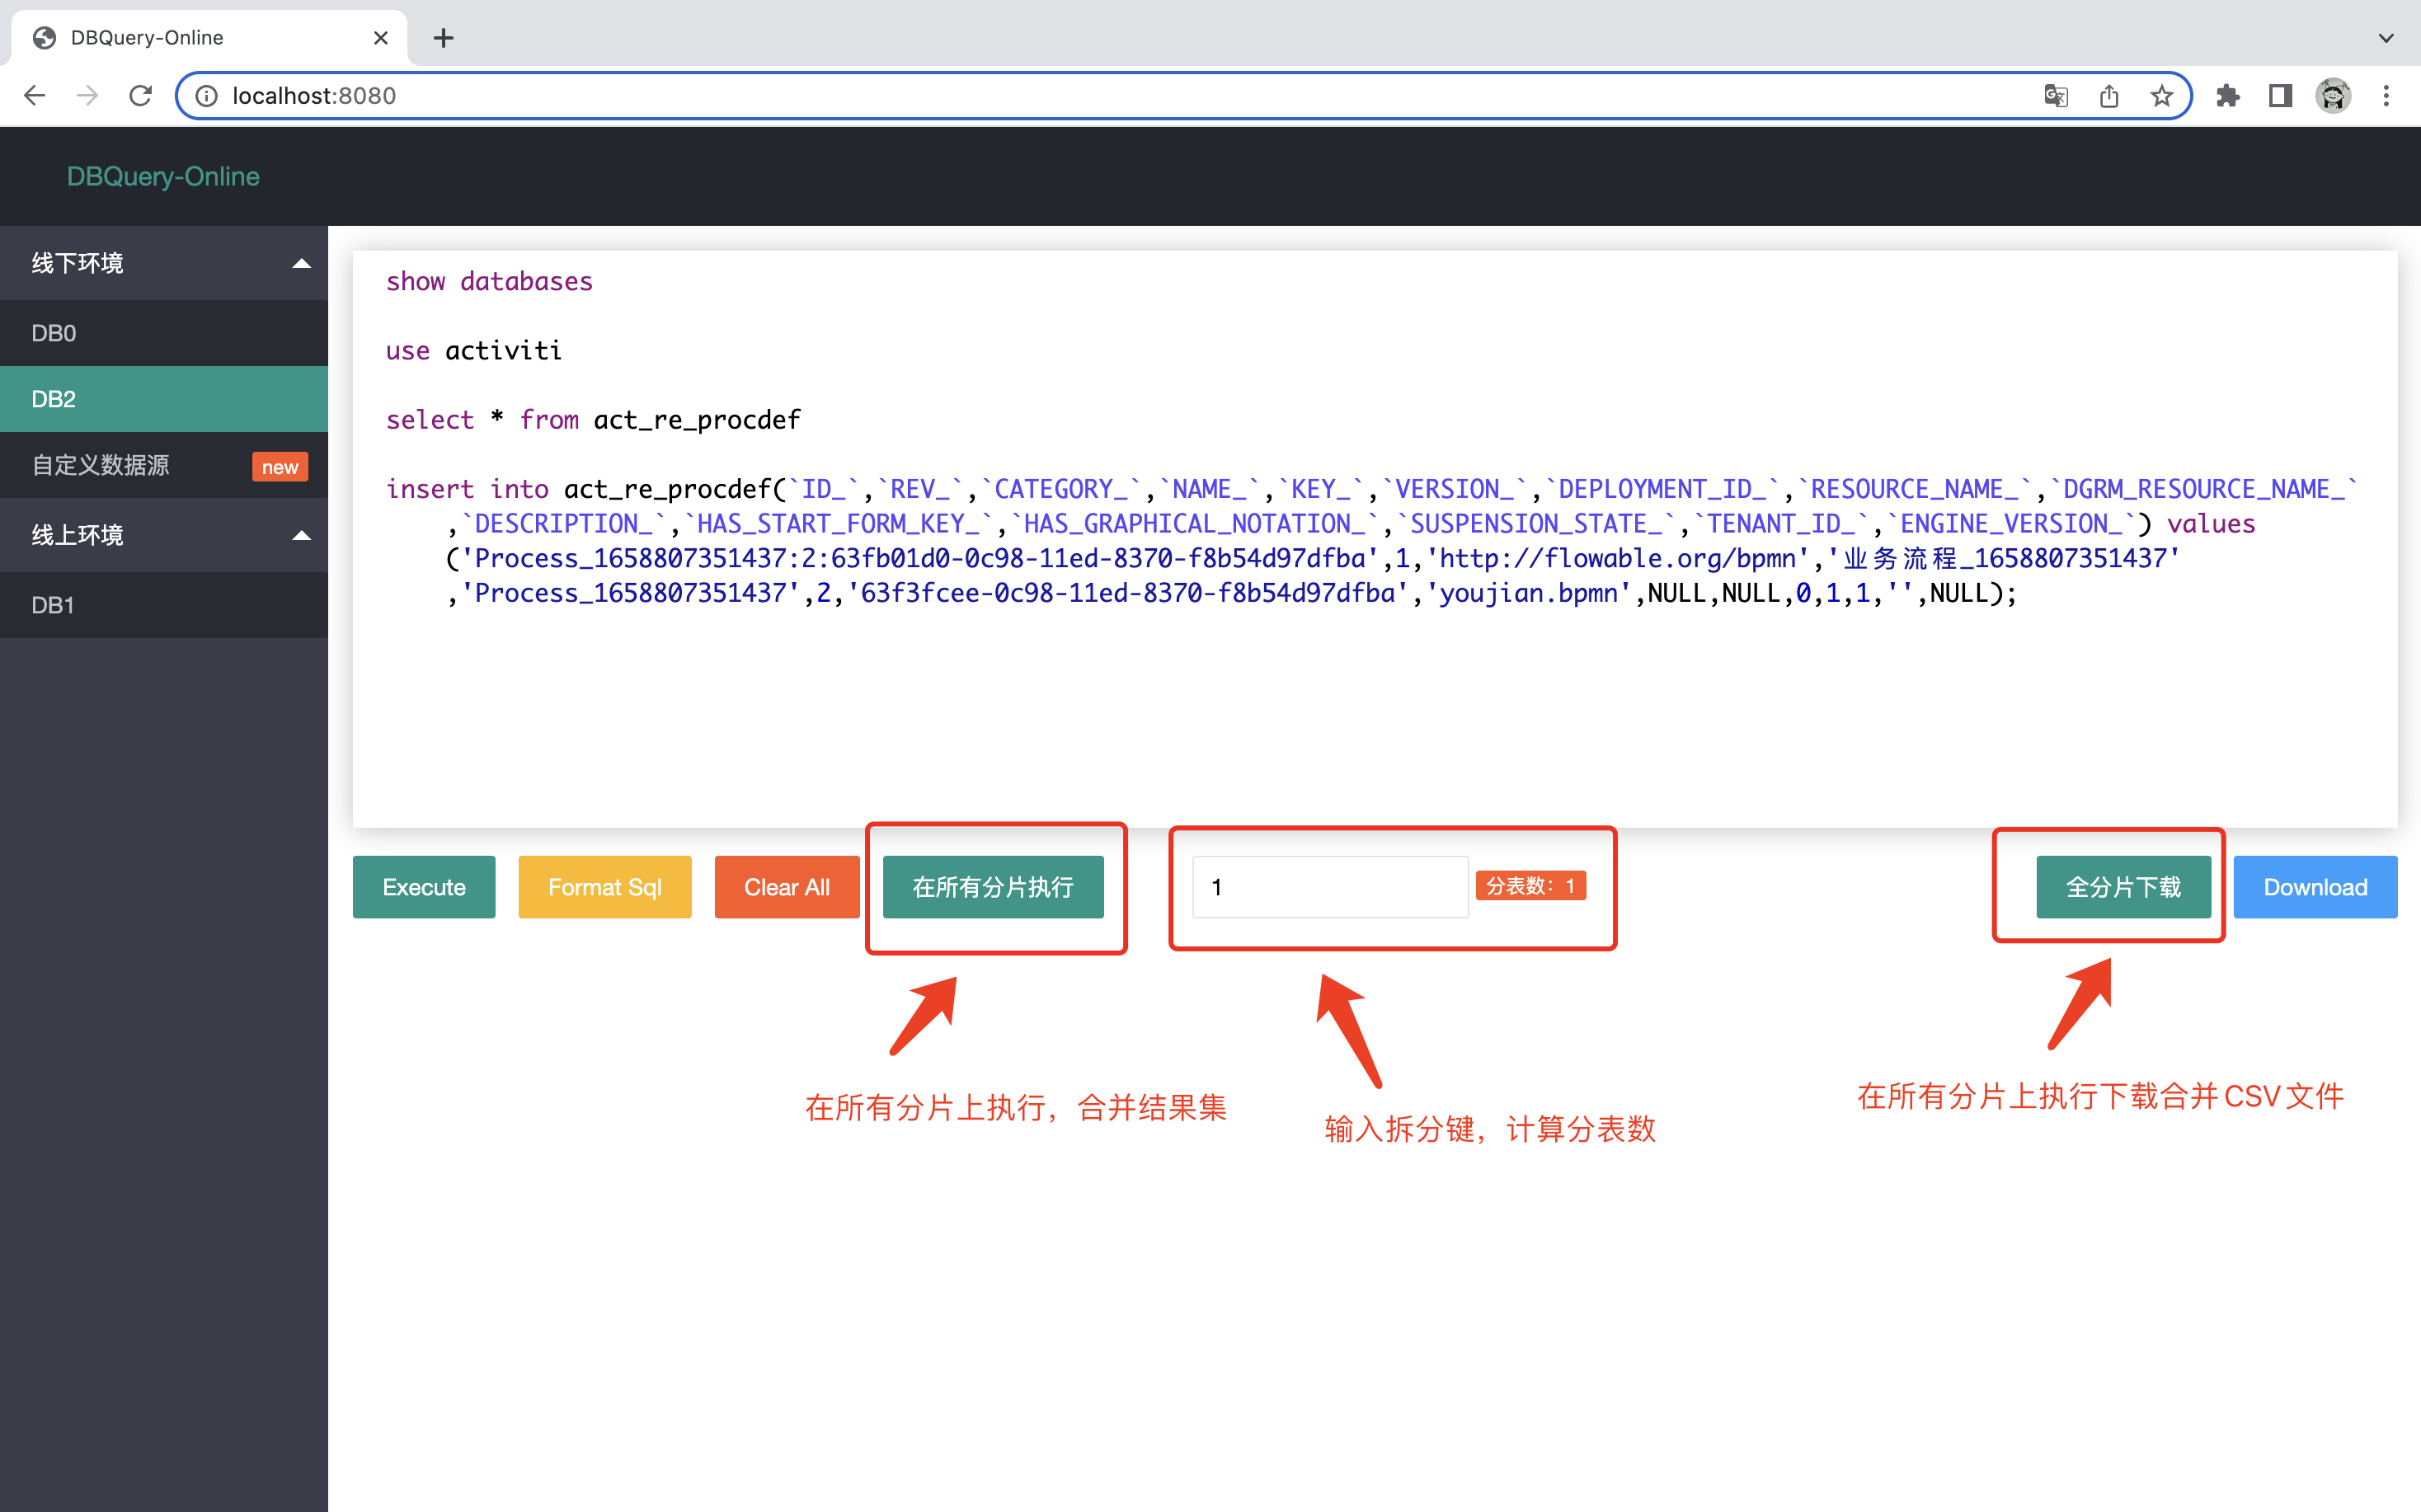 DBQuery-Online
localhost:8080
DBQuery-Online
线下环境
DB0
DB2
自定义数据源 new
线上环境
DB1
show databases
use activiti
select * from act_re_procdef
insert into act_re_procdef(`ID_`,`REV_`,`CATEGORY_`,`NAME_`,`KEY_`,`VERSION_`,`DEPLOYMENT_ID_`,`RESOURCE_NAME_`,`DGRM_RESOURCE_NAME_`
,`DESCRIPTION_`,`HAS_START_FORM_KEY_`,`HAS_GRAPHICAL_NOTATION_`,`SUSPENSION_STATE_`,`TENANT_ID_`,`ENGINE_VERSION_`) values
('Process_1658807351437:2:63fb01d0-0c98-11ed-8370-f8b54d97dfba',1,'http://flowable.org/bpmn','业务流程_1658807351437'
,'Process_1658807351437',2,'63f3fcee-0c98-11ed-8370-f8b54d97dfba','youjian.bpmn',NULL,NULL,0,1,1,'',NULL);
Execute Format Sql Clear All 在所有分片执行 1 分表数：1 全分片下载 Download
在所有分片上执行，合并结果集
输入拆分键，计算分表数
在所有分片上执行下载合并CSV文件